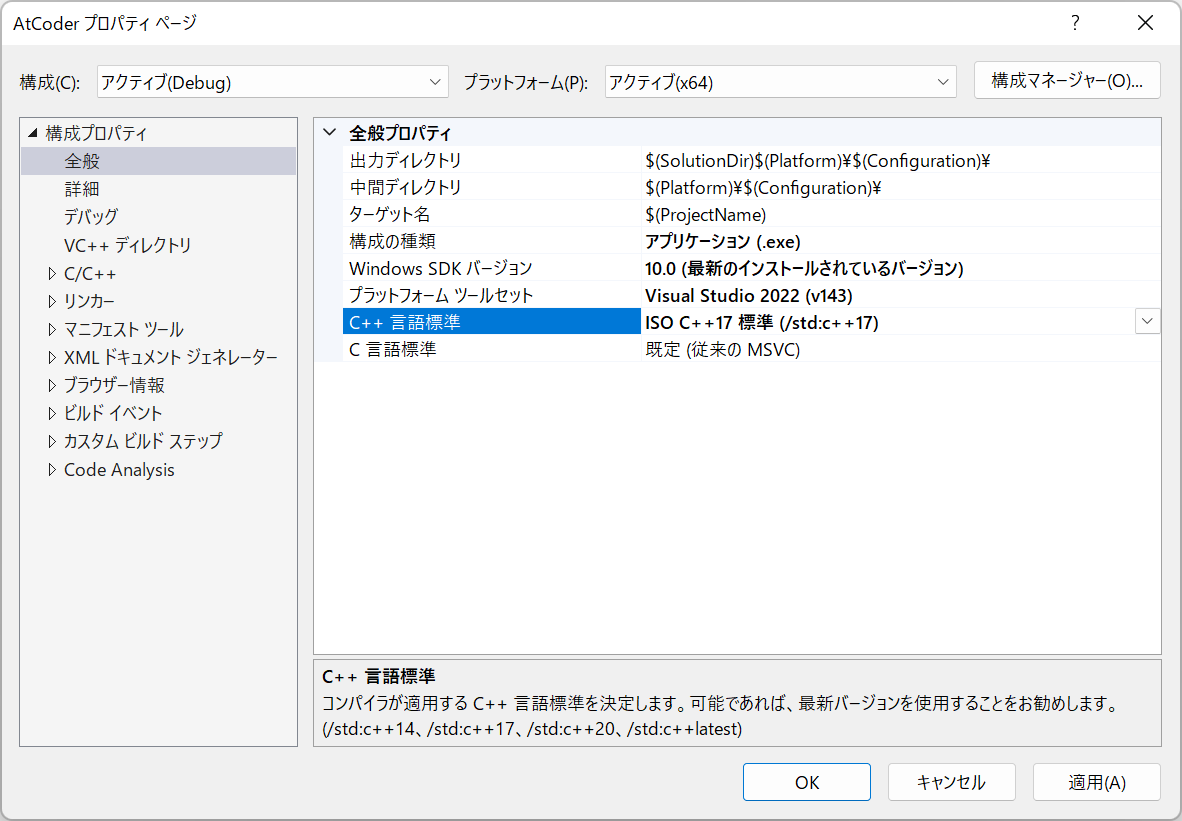 AtCoder プロパティ ページ ?
構成(C): アクティブ(Debug) プラットフォーム(P): アクティブ(x64) 構成マネージャー(O)...
構成プロパティ
全般
詳細
デバッグ
VC++ ディレクトリ
C/C++
リンカー
マニフェスト ツール
XML ドキュメント ジェネレーター
ブラウザー情報
ビルド イベント
カスタム ビルド ステップ
Code Analysis
全般プロパティ
出力ディレクトリ $(SolutionDir)$(Platform)¥$(Configuration)¥
中間ディレクトリ $(Platform)¥$(Configuration)¥
ターゲット名 $(ProjectName)
構成の種類 アプリケーション (.exe)
Windows SDK バージョン 10.0 (最新のインストールされているバージョン)
プラットフォーム ツールセット Visual Studio 2022 (v143)
C++ 言語標準 ISO C++17 標準 (/std:c++17)
C 言語標準 既定 (従来の MSVC)
C++ 言語標準
コンパイラが適用する C++ 言語標準を決定します。可能であれば、最新バージョンを使用することをお勧めします。
(/std:c++14、/std:c++17、/std:c++20、/std:c++latest)
OK キャンセル 適用(A)